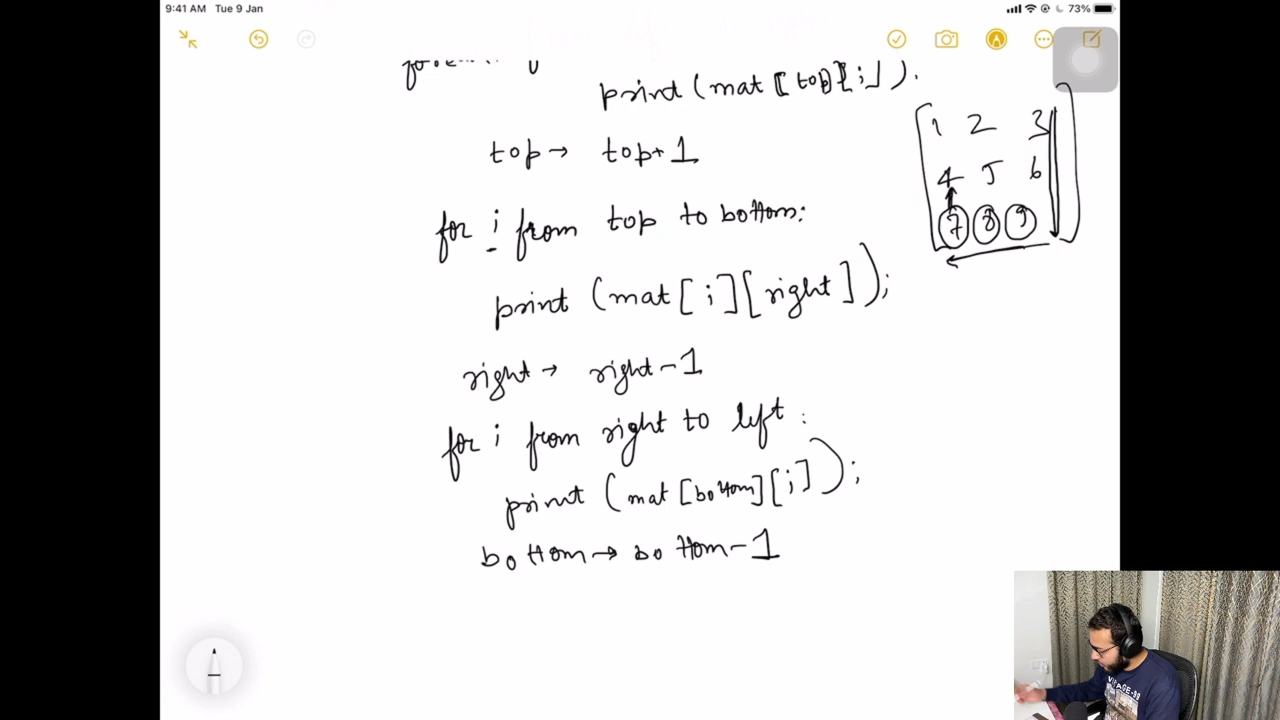 9:41 AM Tue 9 Jan
73%
print (mat [top][i]).
top → top+1
for i from top to bottom:
print (mat[i][right]);
right → right-1
for i from right to left :
print (mat[bottom][i]);
bottom → bottom-1
1 2 3
4 5 6
7 8 9
VOYAGE-99